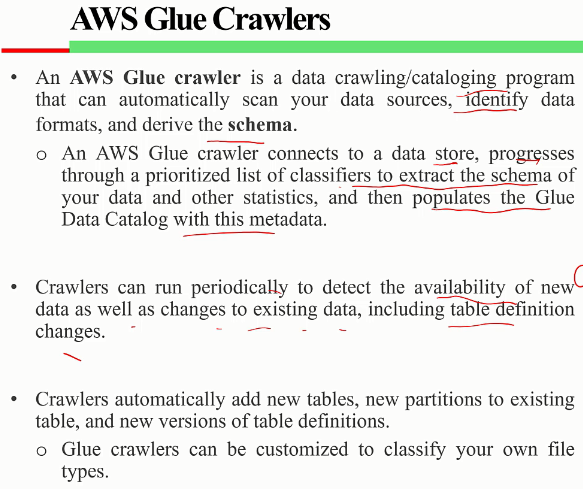 AWS Glue Crawlers
• An AWS Glue crawler is a data crawling/cataloging program
that can automatically scan your data sources, identify data
formats, and derive the schema.
o An AWS Glue crawler connects to a data store, progresses
through a prioritized list of classifiers to extract the schema of
your data and other statistics, and then populates the Glue
Data Catalog with this metadata.
• Crawlers can run periodically to detect the availability of new
data as well as changes to existing data, including table definition
changes.
• Crawlers automatically add new tables, new partitions to existing
table, and new versions of table definitions.
o Glue crawlers can be customized to classify your own file
types.